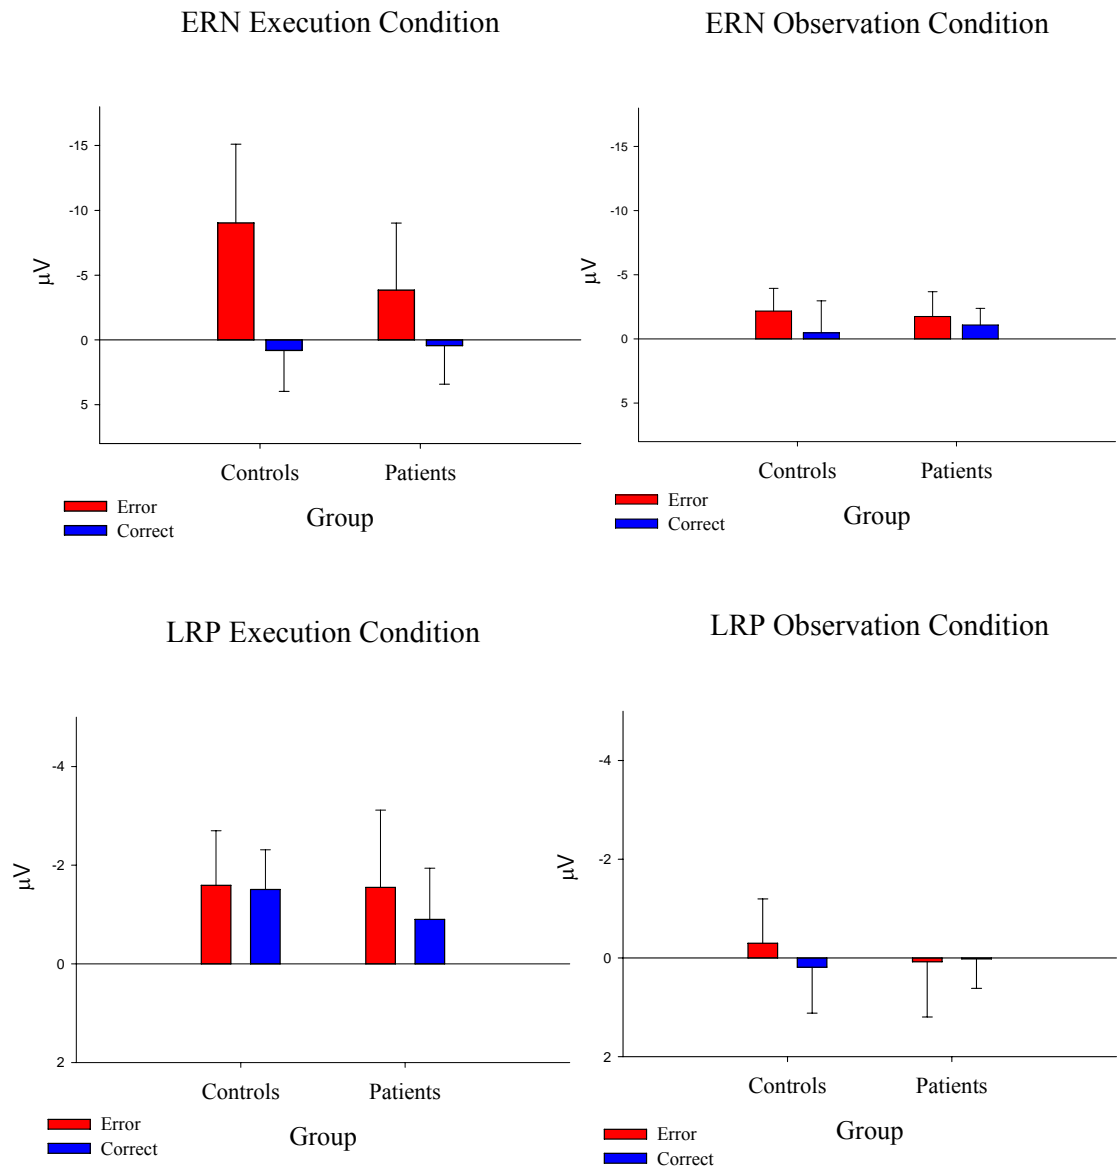 ERN Execution Condition
-15
-10
-5
0
5
µV
Controls
Patients
Error
Correct
Group
ERN Observation Condition
-15
-10
-5
0
5
µV
Controls
Patients
Error
Correct
Group
LRP Execution Condition
-4
-2
0
2
µV
Controls
Patients
Error
Correct
Group
LRP Observation Condition
-4
-2
0
2
µV
Controls
Patients
Error
Correct
Group